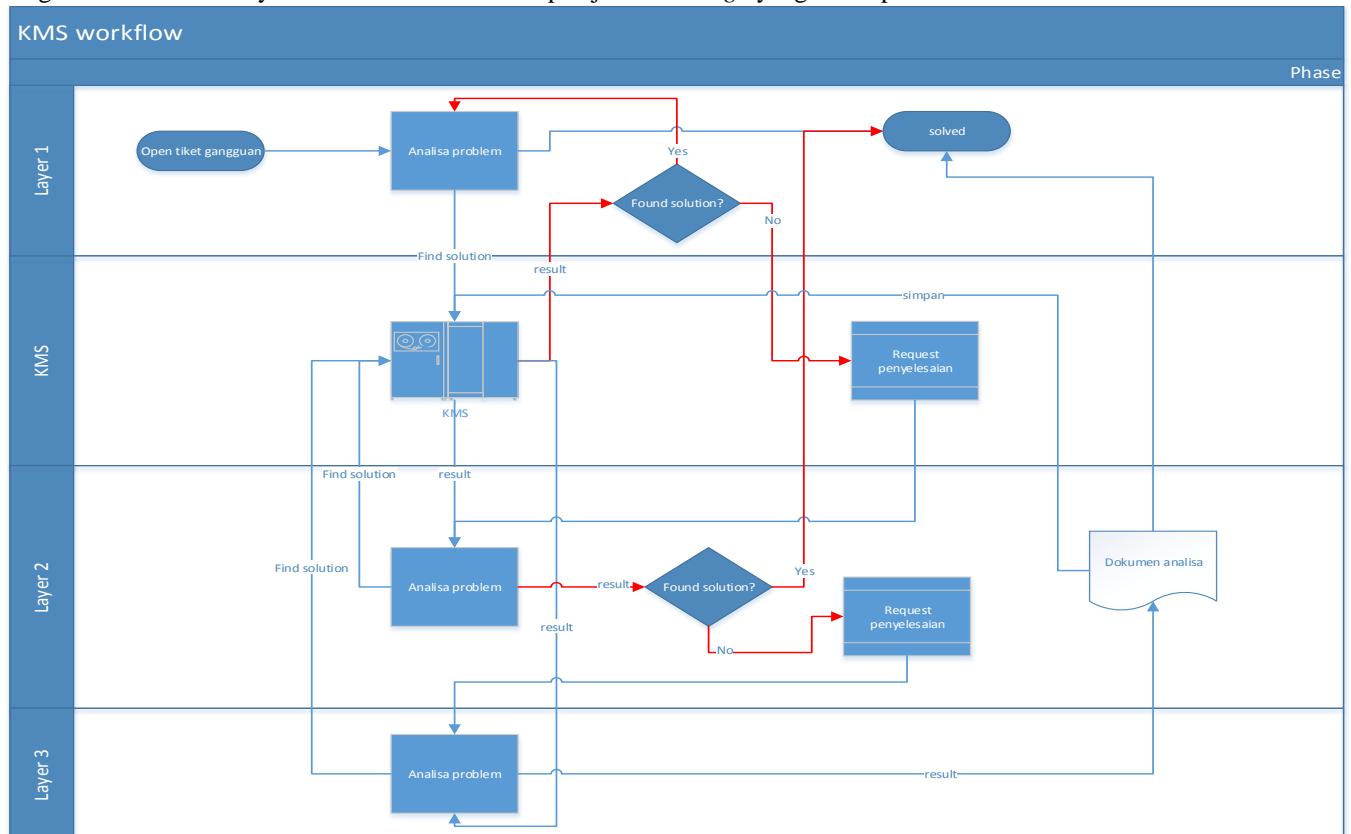 KMS workflow
Phase
Layer 1
Open tiket gangguan
Analisa problem
solved
Yes
Found solution?
No
Find solution
result
KMS
simpan
KMS
Request
penyelesaian
Find solution
result
Layer 2
Find solution
Analisa problem
result
Found solution?
Yes
No
Request
penyelesaian
Dokumen analisa
result
Layer 3
Analisa problem
result